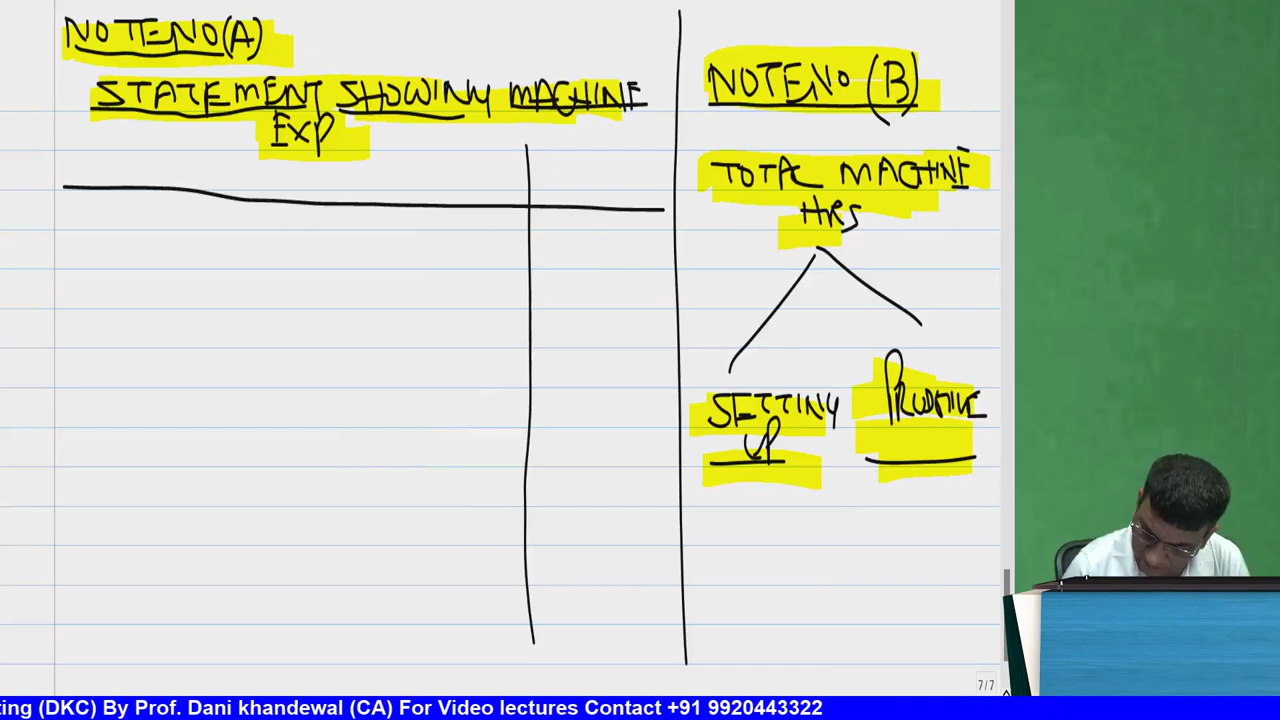 NOTE NO (A)
STATEMENT SHOWING MACHINE
EXP
NOTE NO (B)
TOTAL MACHINE
HRS
SETTING
UP
7/7
ting (DKC) By Prof. Dani khandewal (CA) For Video lectures Contact +91 9920443322